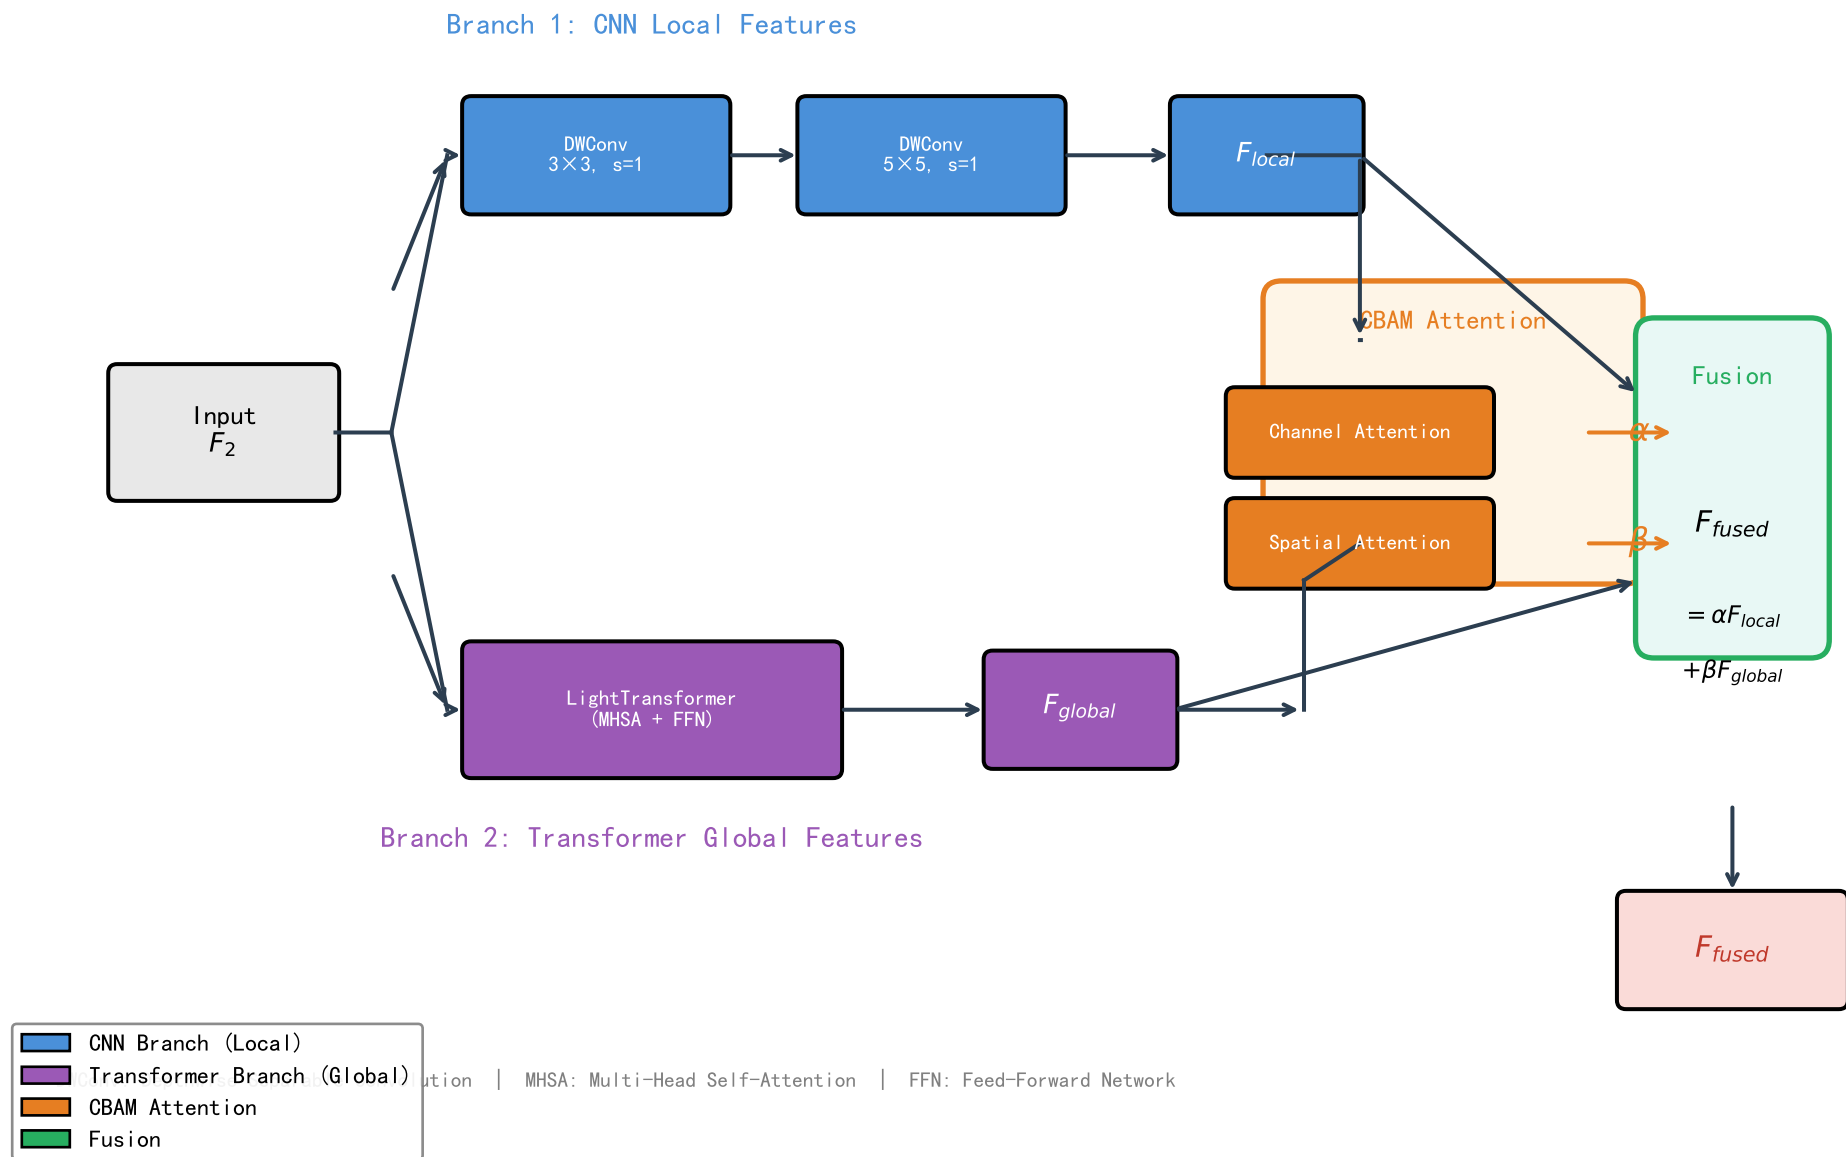 Branch 1: CNN Local Features
DWConv
3×3, s=1
DWConv
5×5, s=1
F_local
CBAM Attention
Fusion
Input
F_2
Channel Attention
α
F_fused
Spatial Attention
β
= αF_local
+βF_global
LightTransformer
(MHSA + FFN)
F_global
Branch 2: Transformer Global Features
F_fused
CNN Branch (Local)
Transformer Branch (Global)
CBAM Attention
Fusion
| MHSA: Multi-Head Self-Attention | FFN: Feed-Forward Network